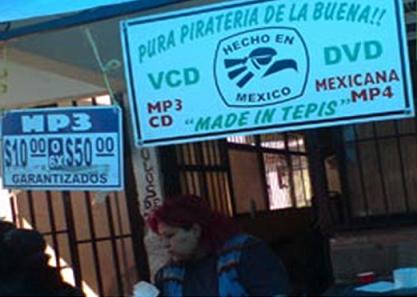 PURA PIRATERIA DE LA BUENA!!
HECHO EN
MEXICO
VCD
DVD
MP3
CD
MEXICANA
MP4
"MADE IN TEPIS"
MP3
$10.00 O 6X $50.00
GARANTIZADOS